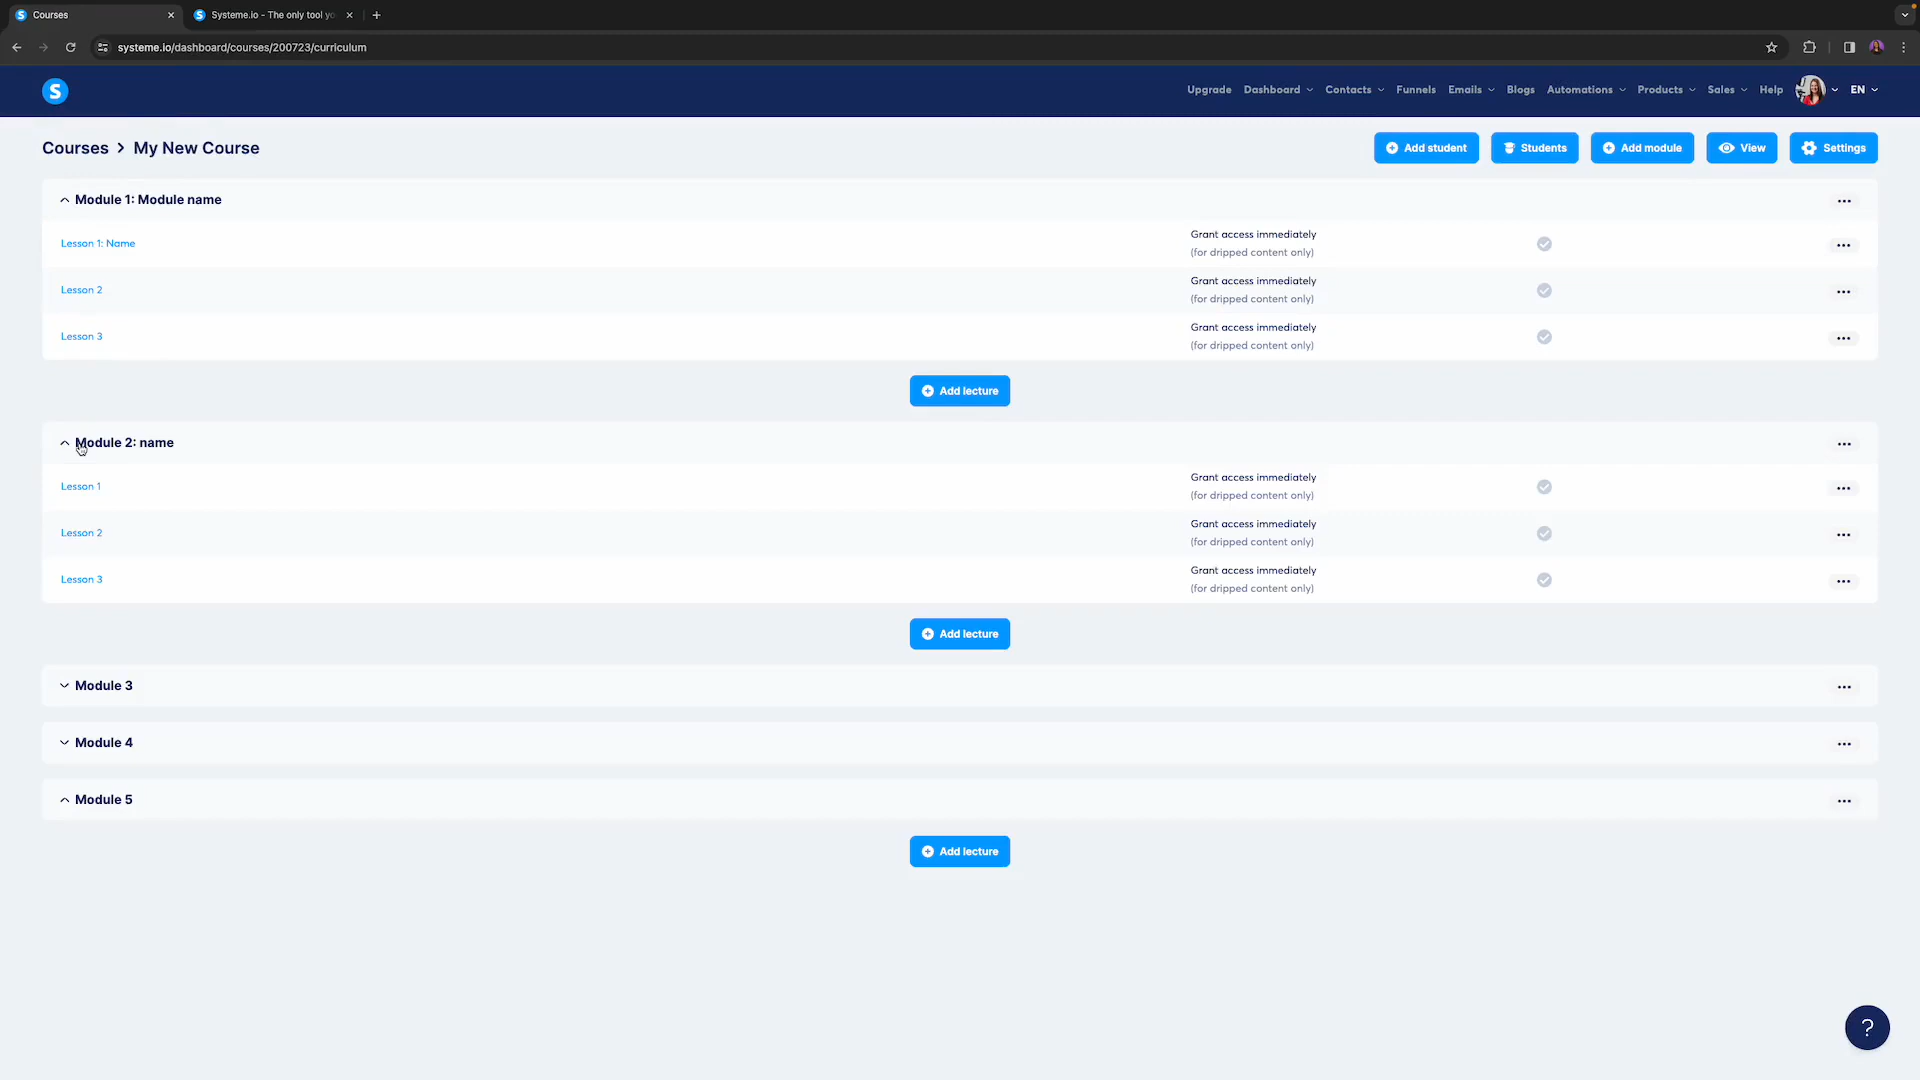 Courses
Systeme.io - The only tool yo
systeme.io/dashboard/courses/200723/curriculum
S
Upgrade Dashboard Contacts Funnels Emails Blogs Automations Products Sales Help EN
Courses > My New Course
Add student Students Add module View Settings
Module 1: Module name
Lesson 1: Name
Grant access immediately
(for dripped content only)
Lesson 2
Grant access immediately
(for dripped content only)
Lesson 3
Grant access immediately
(for dripped content only)
Add lecture
Module 2: name
Lesson 1
Grant access immediately
(for dripped content only)
Lesson 2
Grant access immediately
(for dripped content only)
Lesson 3
Grant access immediately
(for dripped content only)
Add lecture
Module 3
Module 4
Module 5
Add lecture
?